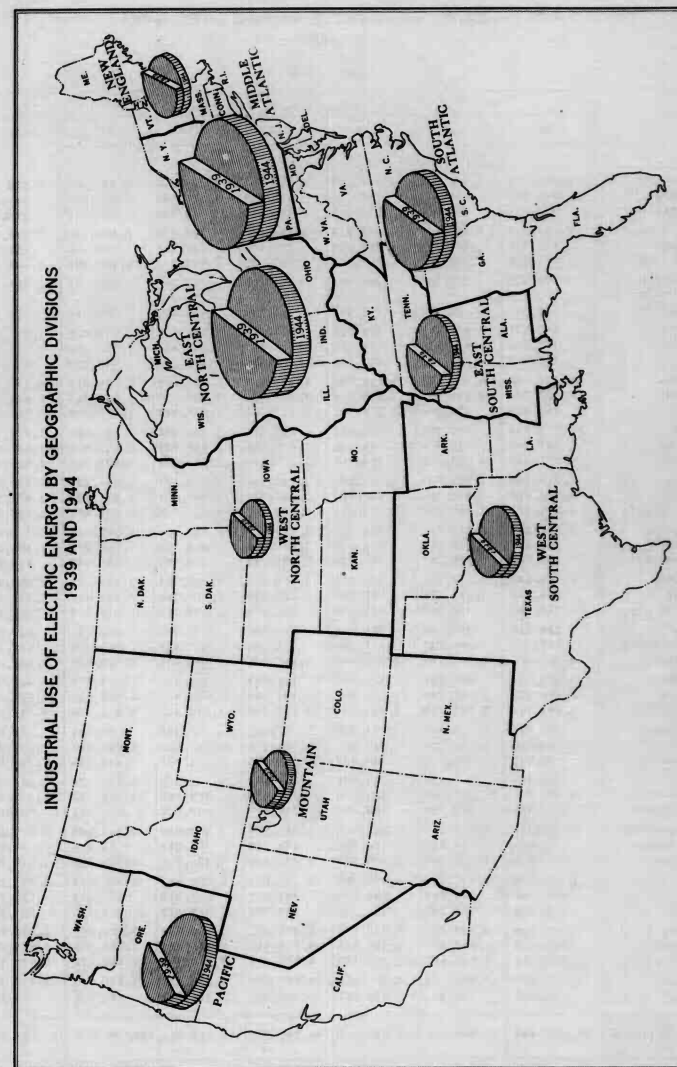 INDUSTRIAL USE OF ELECTRIC ENERGY BY GEOGRAPHIC DIVISIONS
1939 AND 1944
WASH.
ORE.
1939
1944
PACIFIC
CALIF.
NEV.
IDAHO
MONT.
WYO.
MOUNTAIN
UTAH
COLO.
ARIZ.
N. MEX.
N. DAK.
S. DAK.
MINN.
IOWA
WEST
NORTH CENTRAL
KAN.
MO.
OKLA.
ARK.
TEXAS
LA.
1944
WEST
SOUTH CENTRAL
WIS.
MICH.
EAST
NORTH CENTRAL
1939
1944
ILL.
IND.
OHIO
KY.
TENN.
1944
EAST
SOUTH CENTRAL
MISS.
ALA.
W. VA.
VA.
N. C.
S. C.
GA.
FLA.
1939
1944
SOUTH
ATLANTIC
N. Y.
PA.
N. J.
MD.
DEL.
1939
1944
MIDDLE
ATLANTIC
ME.
VT.
MASS.
CONN.
R. I.
NEW
ENGLAND